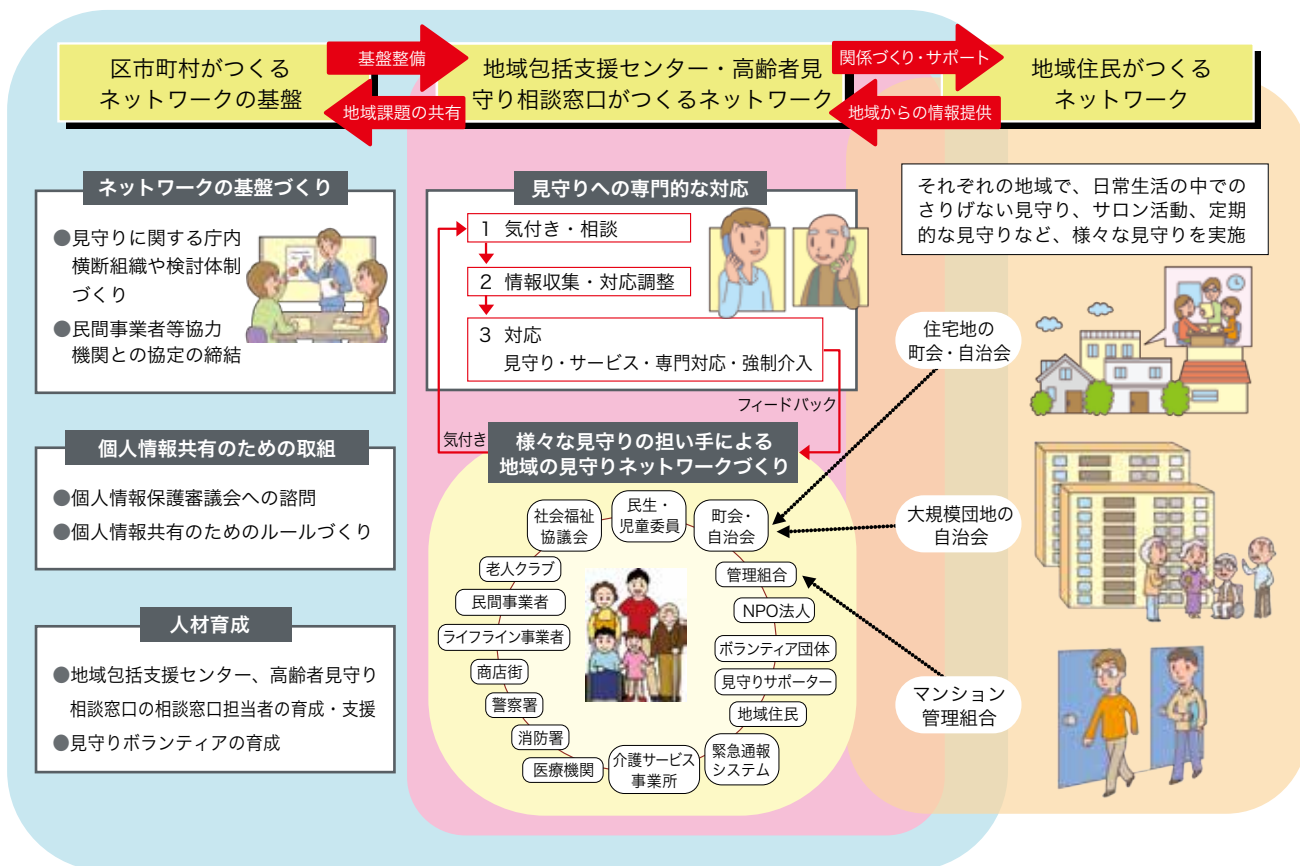 区市町村がつくる
ネットワークの基盤
基盤整備
地域課題の共有
地域包括支援センター・高齢者見
守り相談窓口がつくるネットワーク
関係づくり・サポート
地域からの情報提供
地域住民がつくる
ネットワーク
ネットワークの基盤づくり
●見守りに関する庁内
横断組織や検討体制
づくり
●民間事業者等協力
機関との協定の締結
個人情報共有のための取組
●個人情報保護審議会への諮問
●個人情報共有のためのルールづくり
人材育成
●地域包括支援センター、高齢者見守り
相談窓口の相談窓口担当者の育成・支援
●見守りボランティアの育成
見守りへの専門的な対応
1 気付き・相談
2 情報収集・対応調整
3 対応
見守り・サービス・専門対応・強制介入
フィードバック
気付き
様々な見守りの担い手による
地域の見守りネットワークづくり
社会福祉
協議会
民生・
児童委員
町会・
自治会
老人クラブ
管理組合
民間事業者
NPO法人
ライフライン事業者
ボランティア団体
商店街
見守りサポーター
警察署
地域住民
消防署
緊急通報
システム
医療機関
介護サービス
事業所
それぞれの地域で、日常生活の中での
さりげない見守り、サロン活動、定期
的な見守りなど、様々な見守りを実施
住宅地の
町会・自治会
大規模団地の
自治会
マンション
管理組合